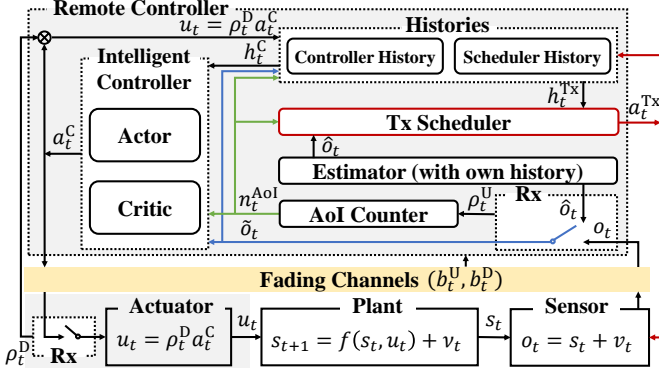 Remote Controller
u_t = ρ_t^D a_t^C
Histories
h_t^C
Controller History
Scheduler History
Intelligent
Controller
h_t^Tx
a_t^Tx
Actor
Tx Scheduler
a_t^C
ô_t
Estimator (with own history)
Critic
n_t^AoI
ρ_t^U
Rx
AoI Counter
ô_t
õ_t
o_t
Fading Channels (b_t^U, b_t^D)
Actuator
Plant
Sensor
u_t
s_t
u_t = ρ_t^D a_t^C
s_{t+1} = f(s_t, u_t) + ν_t
o_t = s_t + v_t
ρ_t^D
Rx